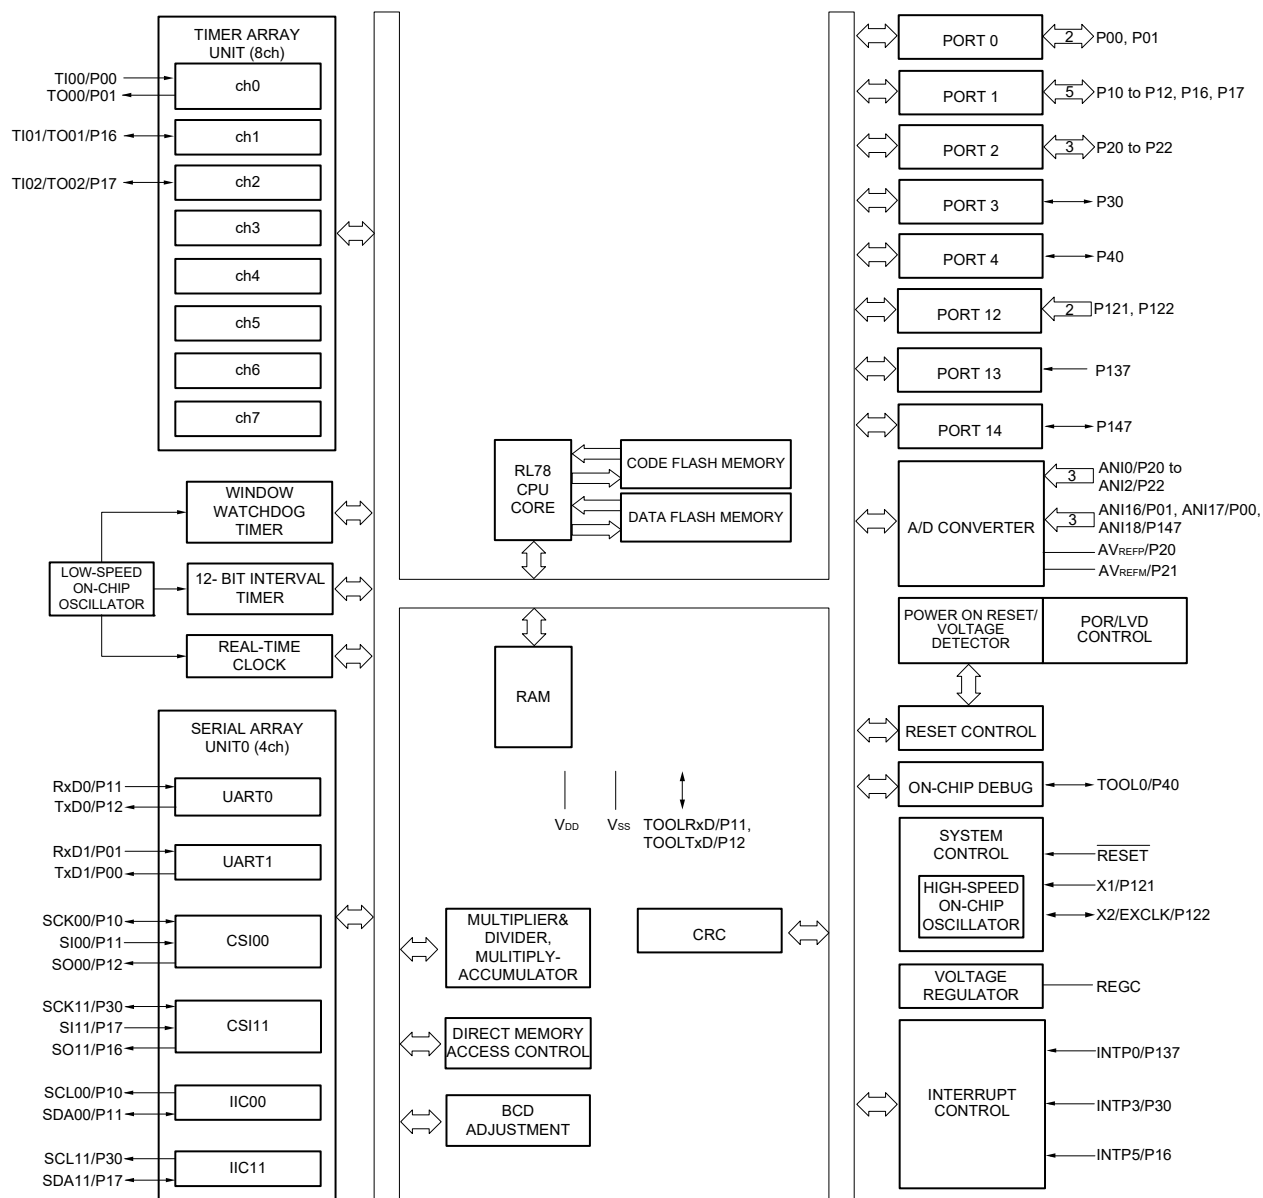 TIMER ARRAY
UNIT (8ch)
TI00/P00
TO00/P01
ch0
TI01/TO01/P16
ch1
TI02/TO02/P17
ch2
ch3
ch4
ch5
ch6
ch7
WINDOW
WATCHDOG
TIMER
LOW-SPEED
ON-CHIP
OSCILLATOR
12- BIT INTERVAL
TIMER
REAL-TIME
CLOCK
SERIAL ARRAY
UNIT0 (4ch)
RxD0/P11
TxD0/P12
UART0
RxD1/P01
TxD1/P00
UART1
SCK00/P10
SI00/P11
SO00/P12
CSI00
SCK11/P30
SI11/P17
SO11/P16
CSI11
SCL00/P10
SDA00/P11
IIC00
SCL11/P30
SDA11/P17
IIC11
RL78
CPU
CORE
CODE FLASH MEMORY
DATA FLASH MEMORY
RAM
VDD
VSS
TOOLRxD/P11,
TOOLTxD/P12
MULTIPLIER&
DIVIDER,
MULITIPLY-
ACCUMULATOR
CRC
DIRECT MEMORY
ACCESS CONTROL
BCD
ADJUSTMENT
PORT 0
2
P00, P01
PORT 1
5
P10 to P12, P16, P17
PORT 2
3
P20 to P22
PORT 3
P30
PORT 4
P40
PORT 12
2
P121, P122
PORT 13
P137
PORT 14
P147
A/D CONVERTER
3
ANI0/P20 to
ANI2/P22
3
ANI16/P01, ANI17/P00,
ANI18/P147
AVREFP/P20
AVREFM/P21
POWER ON RESET/
VOLTAGE
DETECTOR
POR/LVD
CONTROL
RESET CONTROL
ON-CHIP DEBUG
TOOL0/P40
SYSTEM
CONTROL
HIGH-SPEED
ON-CHIP
OSCILLATOR
RESET
X1/P121
X2/EXCLK/P122
VOLTAGE
REGULATOR
REGC
INTERRUPT
CONTROL
INTP0/P137
INTP3/P30
INTP5/P16